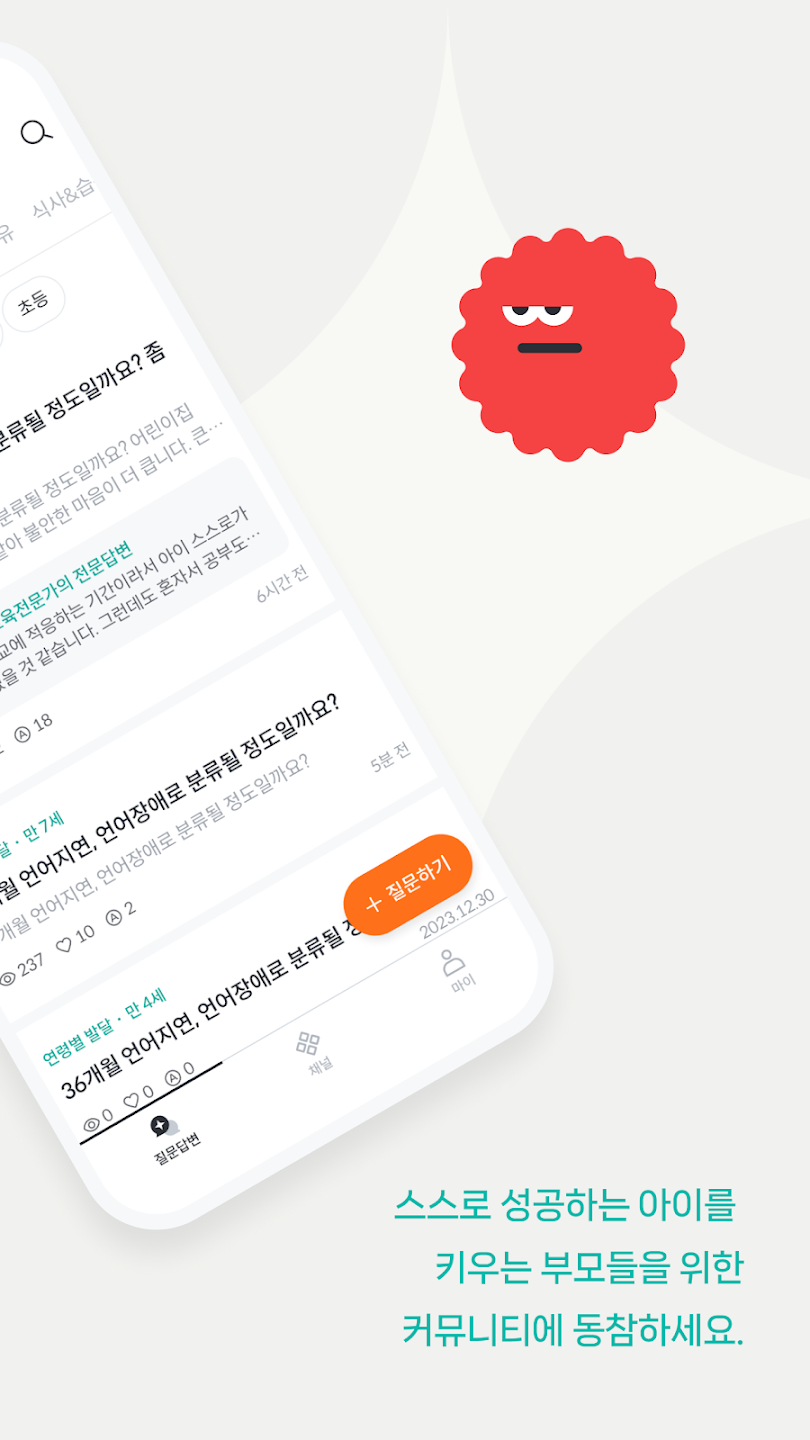 유 식사&습
초등
분류될 정도일까요? 좀
분류될 정도일까요? 어린이집
같아 불안한 마음이 더 큽니다. 큰...
육전문가의 전문답변
교에 적응하는 기간이라서 아이 스스로가
았을 것 같습니다. 그런데도 혼자서 공부도...
6시간 전
18
달 · 만 7세
개월 언어지연, 언어장애로 분류될 정도일까요?
개월 언어지연, 언어장애로 분류될 정도일까요?
5분 전
237 10 A 2
+ 질문하기
연령별 발달 · 만 4세
36개월 언어지연, 언어장애로 분류될 정
2023.12.30
0 0 A 0
질문답변
채널
마이
스스로 성공하는 아이를
키우는 부모들을 위한
커뮤니티에 동참하세요.